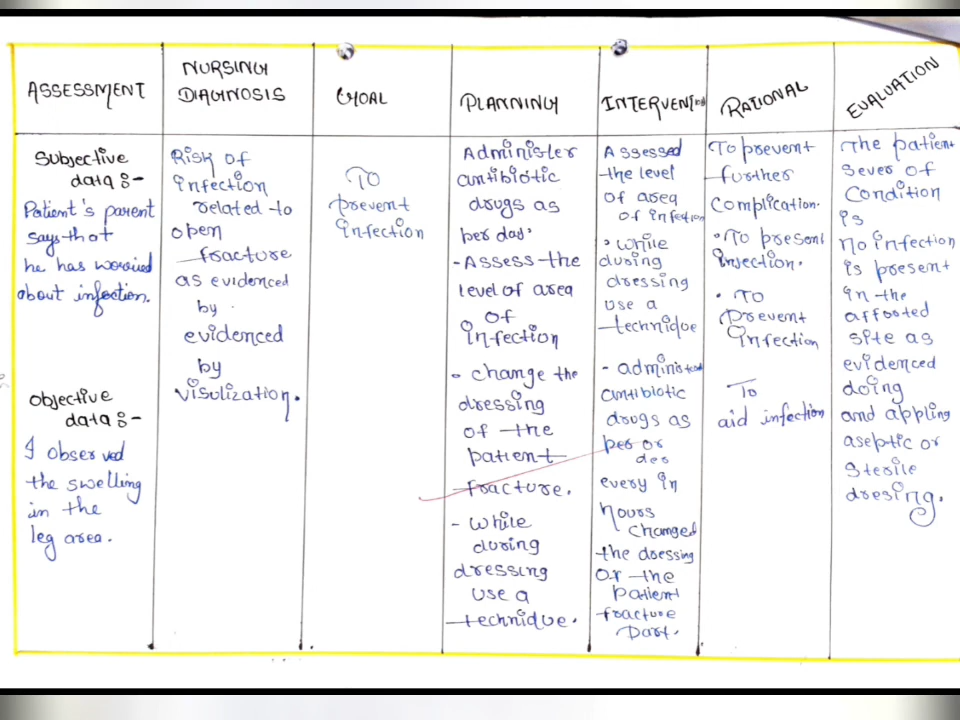 ASSESSMENT
NURSING
DIAGNOSIS
GOAL
PLANNING
INTERVENTION
RATIONAL
EVALUATION
Subjective
data :-
Patient's parent
says that
he has worried
about infection.
Objective
data :-
I observed
the swelling
in the
leg area.
Risk of
infection
related to
open
fracture
as evidenced
by
evidenced
by
visulization.
To
prevent
infection
Administer
antibiotic
drugs as
per day.
- Assess the
level of area
of
infection
• change the
dressing
of the
patient
fracture.
- while
during
dressing
use a
technique.
Assessed
the level
of area
of infection
• while
during
dressing
use a
technique
- administed
antibiotic
drugs as
per or
der
every in
hours
changed
the dressing
or the
patient
fracture
part.
To prevent
further
complication.
• To present
injection.
• To
prevent
infection
To
aid infection
The patient
sever of
condition
is
no infection
is present
in the
affosted
site as
evidenced
doing
and appling
aseptic or
sterile
dresing.